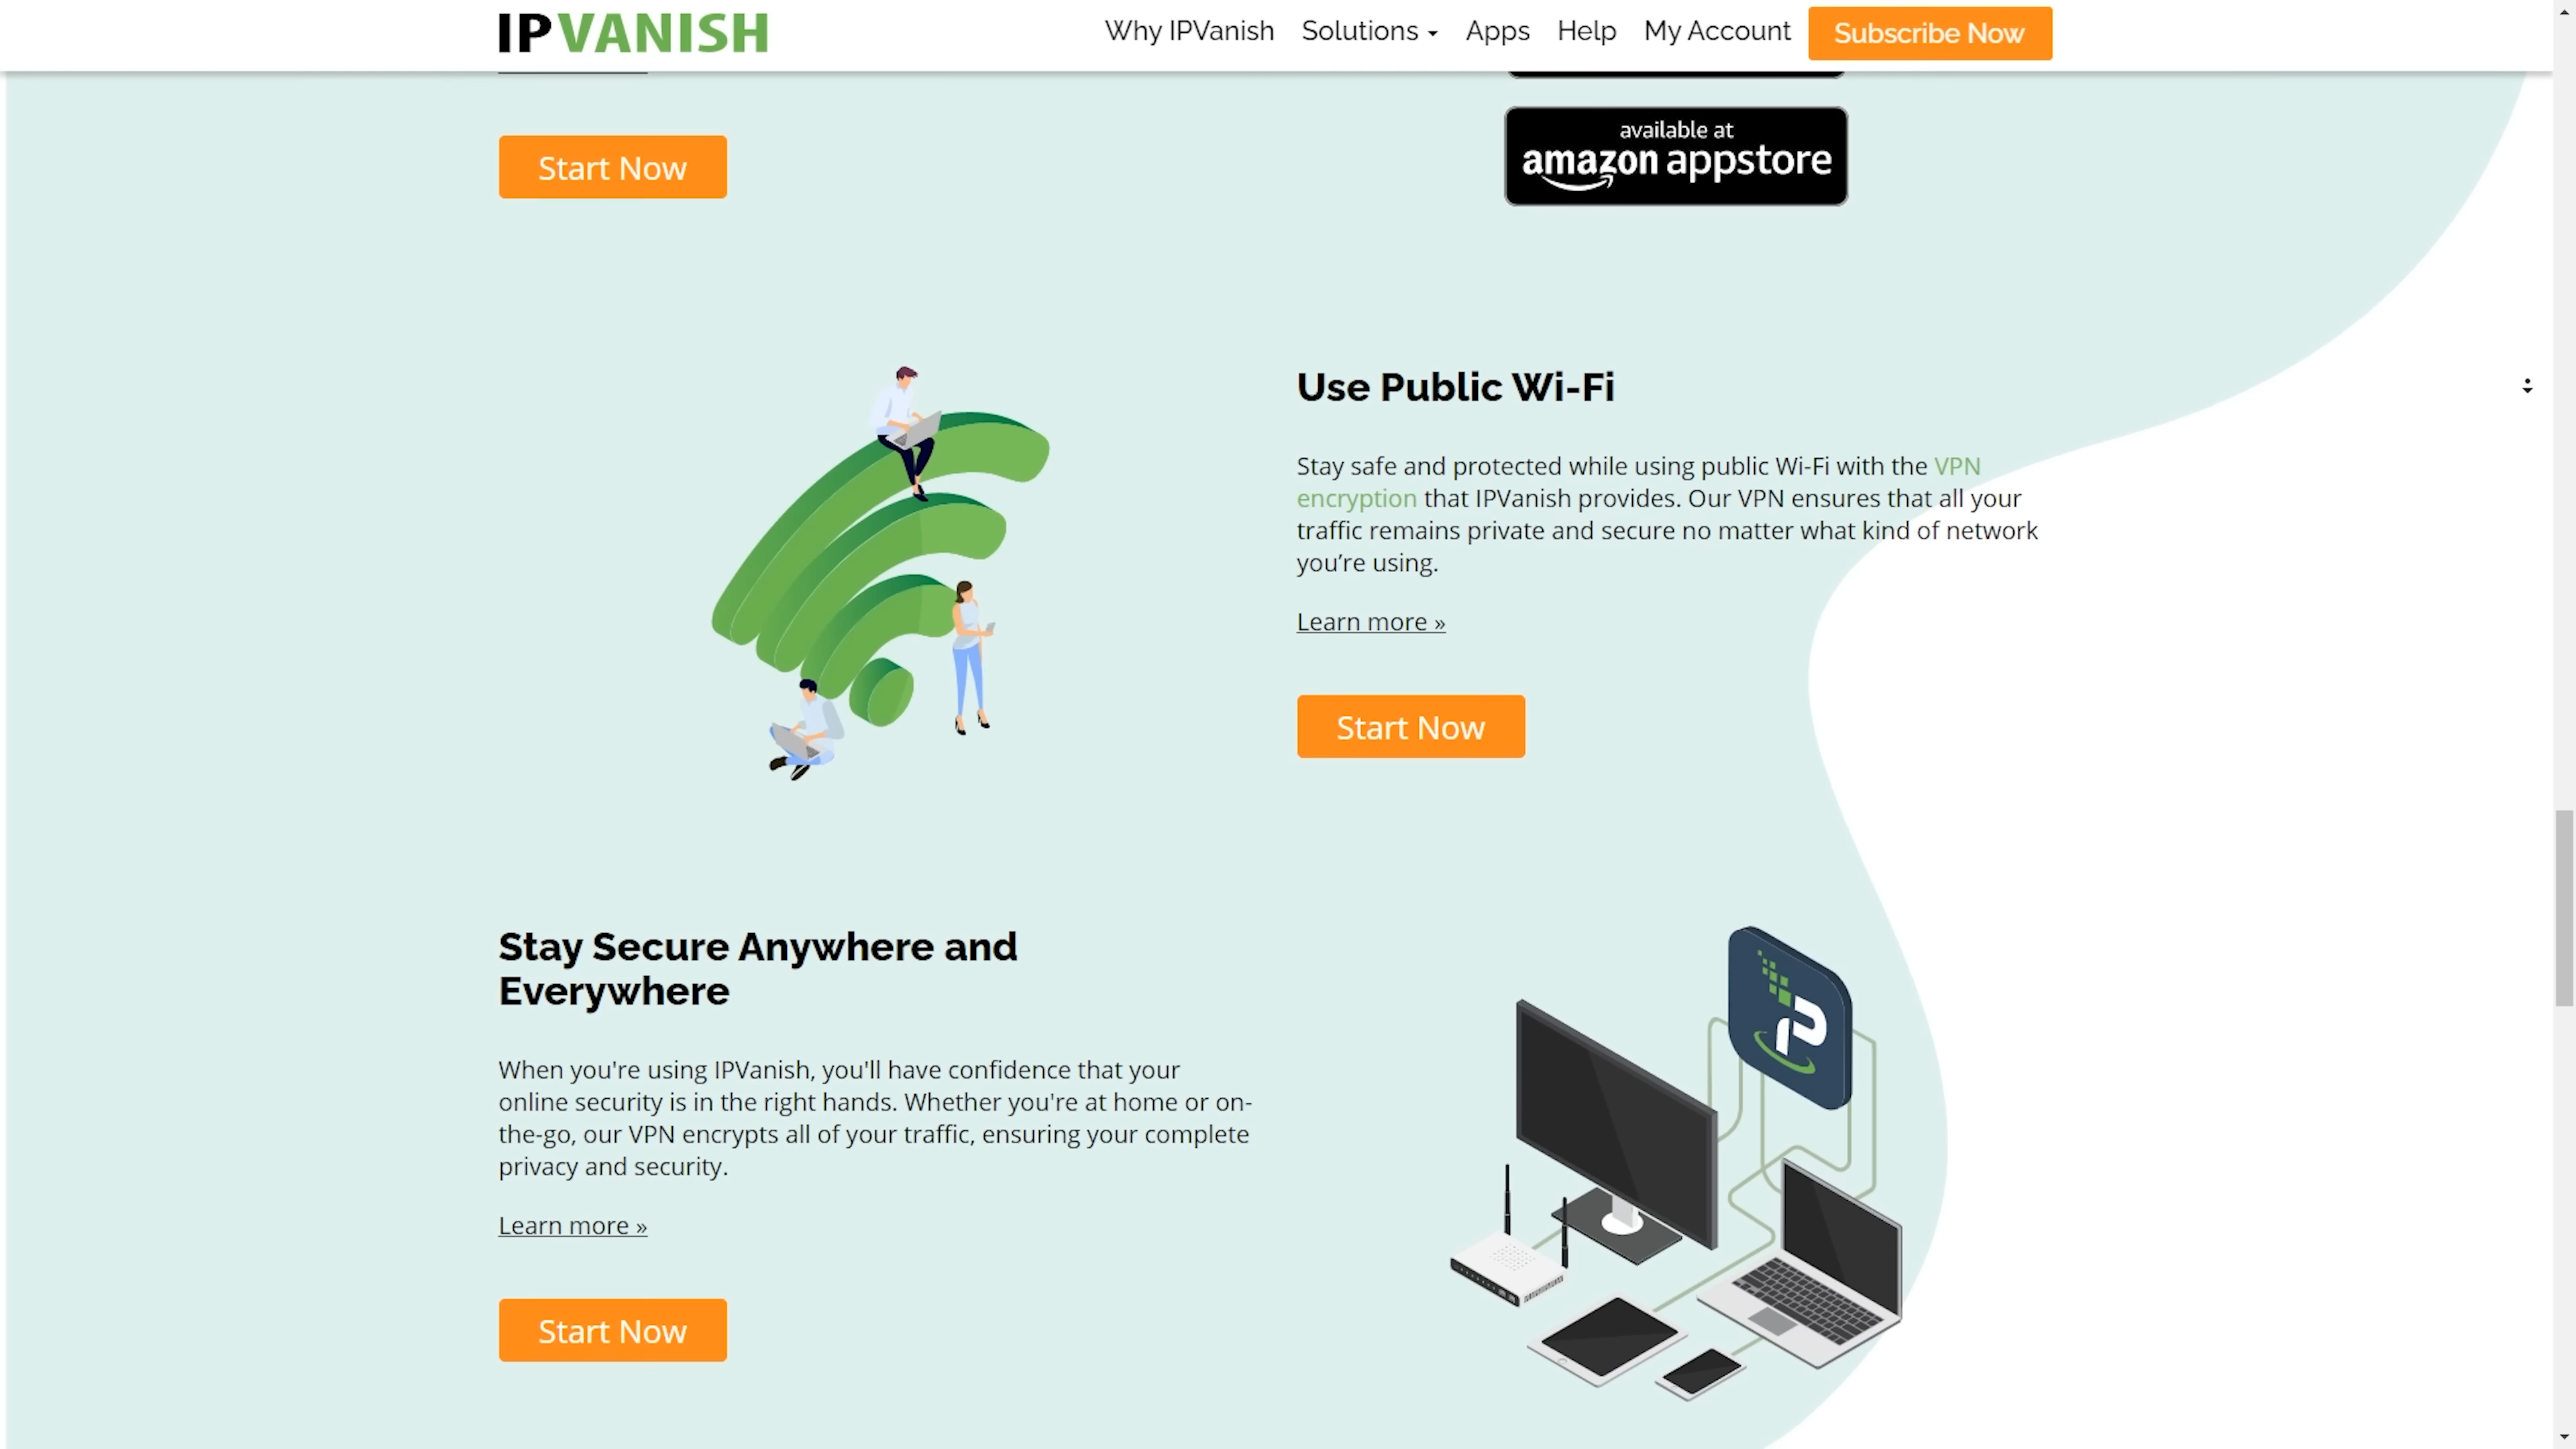 IPVANISH
Why IPVanish
Solutions
Apps
Help
My Account
Subscribe Now
Start Now
available at
amazon appstore
Use Public Wi-Fi
Stay safe and protected while using public Wi-Fi with the VPN
encryption that IPVanish provides. Our VPN ensures that all your
traffic remains private and secure no matter what kind of network
you’re using.
Learn more »
Start Now
Stay Secure Anywhere and
Everywhere
When you're using IPVanish, you'll have confidence that your
online security is in the right hands. Whether you're at home or on-
the-go, our VPN encrypts all of your traffic, ensuring your complete
privacy and security.
Learn more »
Start Now
iP